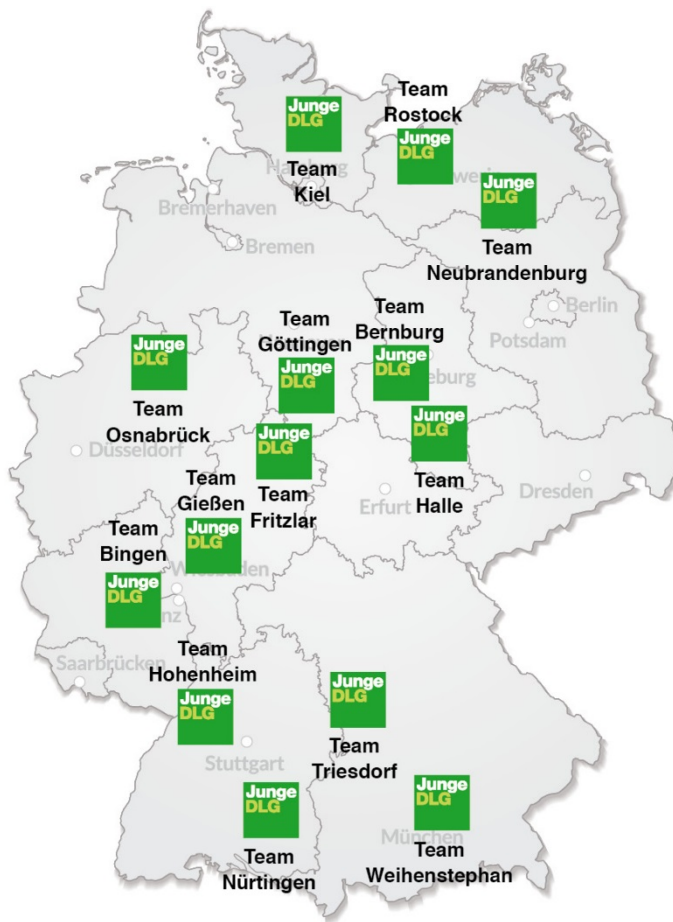 Team
Rostock
Junge
DLG
Team
Kiel
Junge
DLG
Junge
DLG
Team
Neubrandenburg
Bremerhaven
Bremen
Berlin
Potsdam
Team
Göttingen
Junge
DLG
Team
Bernburg
Junge
DLG
Junge
DLG
Team
Osnabrück
Düsseldorf
Junge
DLG
Team
Fritzlar
Junge
DLG
Team
Halle
Erfurt
Dresden
Team
Gießen
Junge
DLG
Team
Bingen
Junge
DLG
Wiesbaden
Saarbrücken
Team
Hohenheim
Junge
DLG
Stuttgart
Junge
DLG
Team
Triesdorf
Junge
DLG
Team
Nürtingen
Junge
DLG
München
Team
Weihenstephan